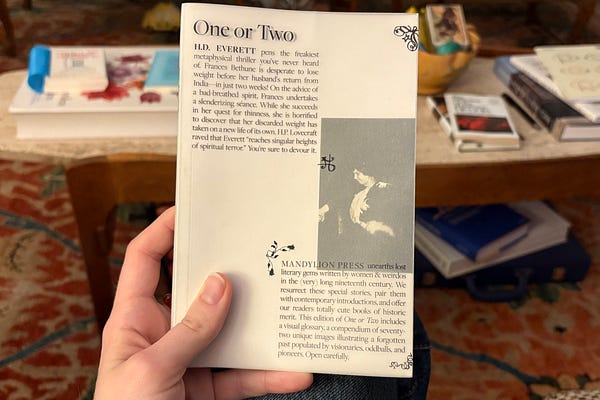 One or Two
H.D. EVERETT pens the freakiest
metaphysical thriller you've never heard
of. Frances Bethune is desperate to lose
weight before her husband's return from
India—in just two weeks! On the advice of
a bad-breathed spirit, Frances undertakes
a slenderizing séance. While she succeeds
in her quest for thinness, she is horrified
to discover that her discarded weight has
taken on a new life of its own. H.P. Lovecraft
raved that Everett "reaches singular heights
of spiritual terror." You're sure to devour it.
MANDYLION PRESS unearths lost
literary gems written by women & weirdos
in the (very) long nineteenth century. We
resurrect these special stories, pair them
with contemporary introductions, and offer
our readers totally cute books of historic
merit. This edition of One or Two includes
a visual glossary, a compendium of seventy-
two unique images illustrating a forgotten
past populated by visionaries, oddballs, and
pioneers. Open carefully.